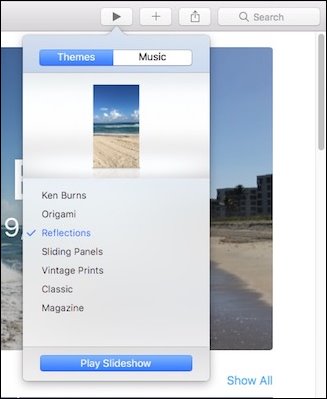 Search
Themes
Music
Ken Burns
Origami
Reflections
Sliding Panels
Vintage Prints
Classic
Magazine
Play Slideshow
Show All